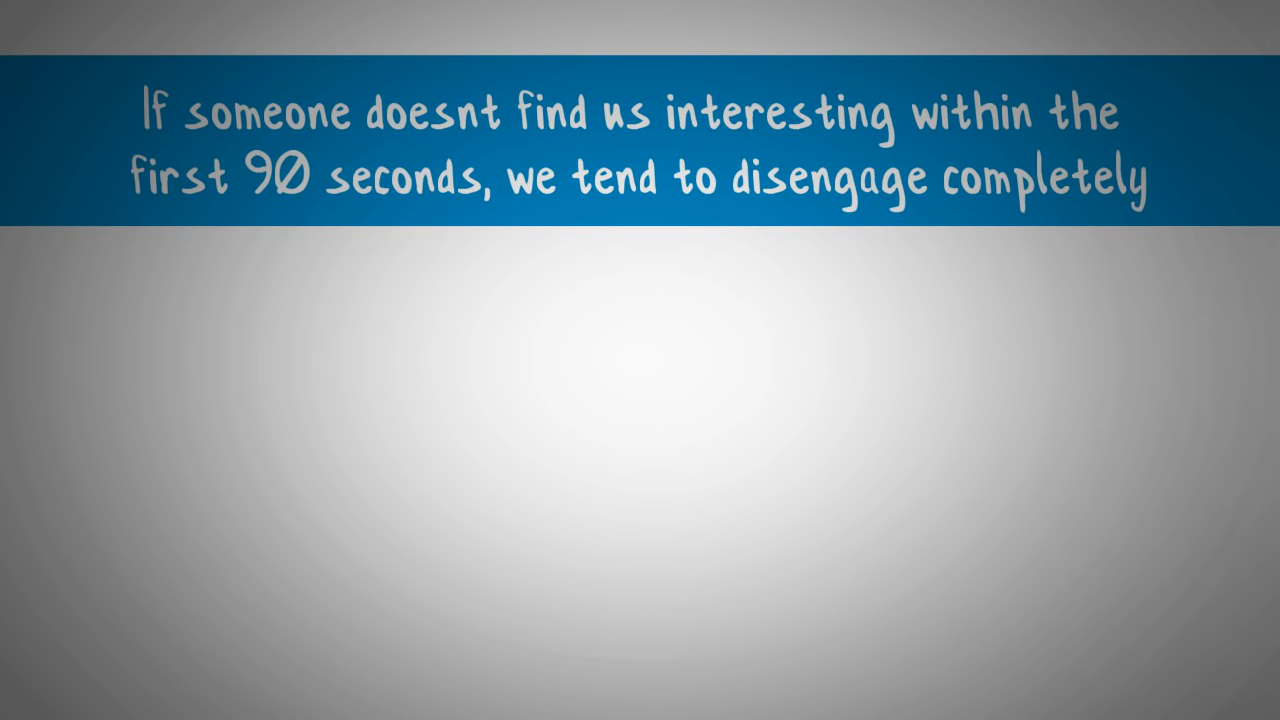 If someone doesnt find us interesting within the
first 90 seconds, we tend to disengage completely